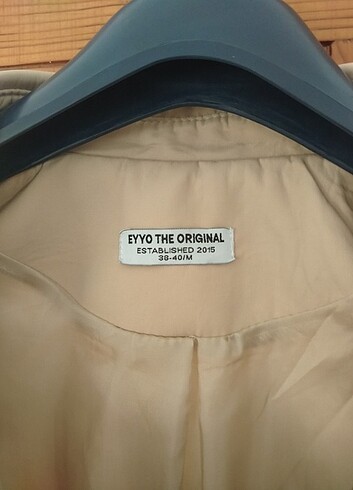 EYYO THE ORIGINAL
ESTABLISHED 2015
38-40/M